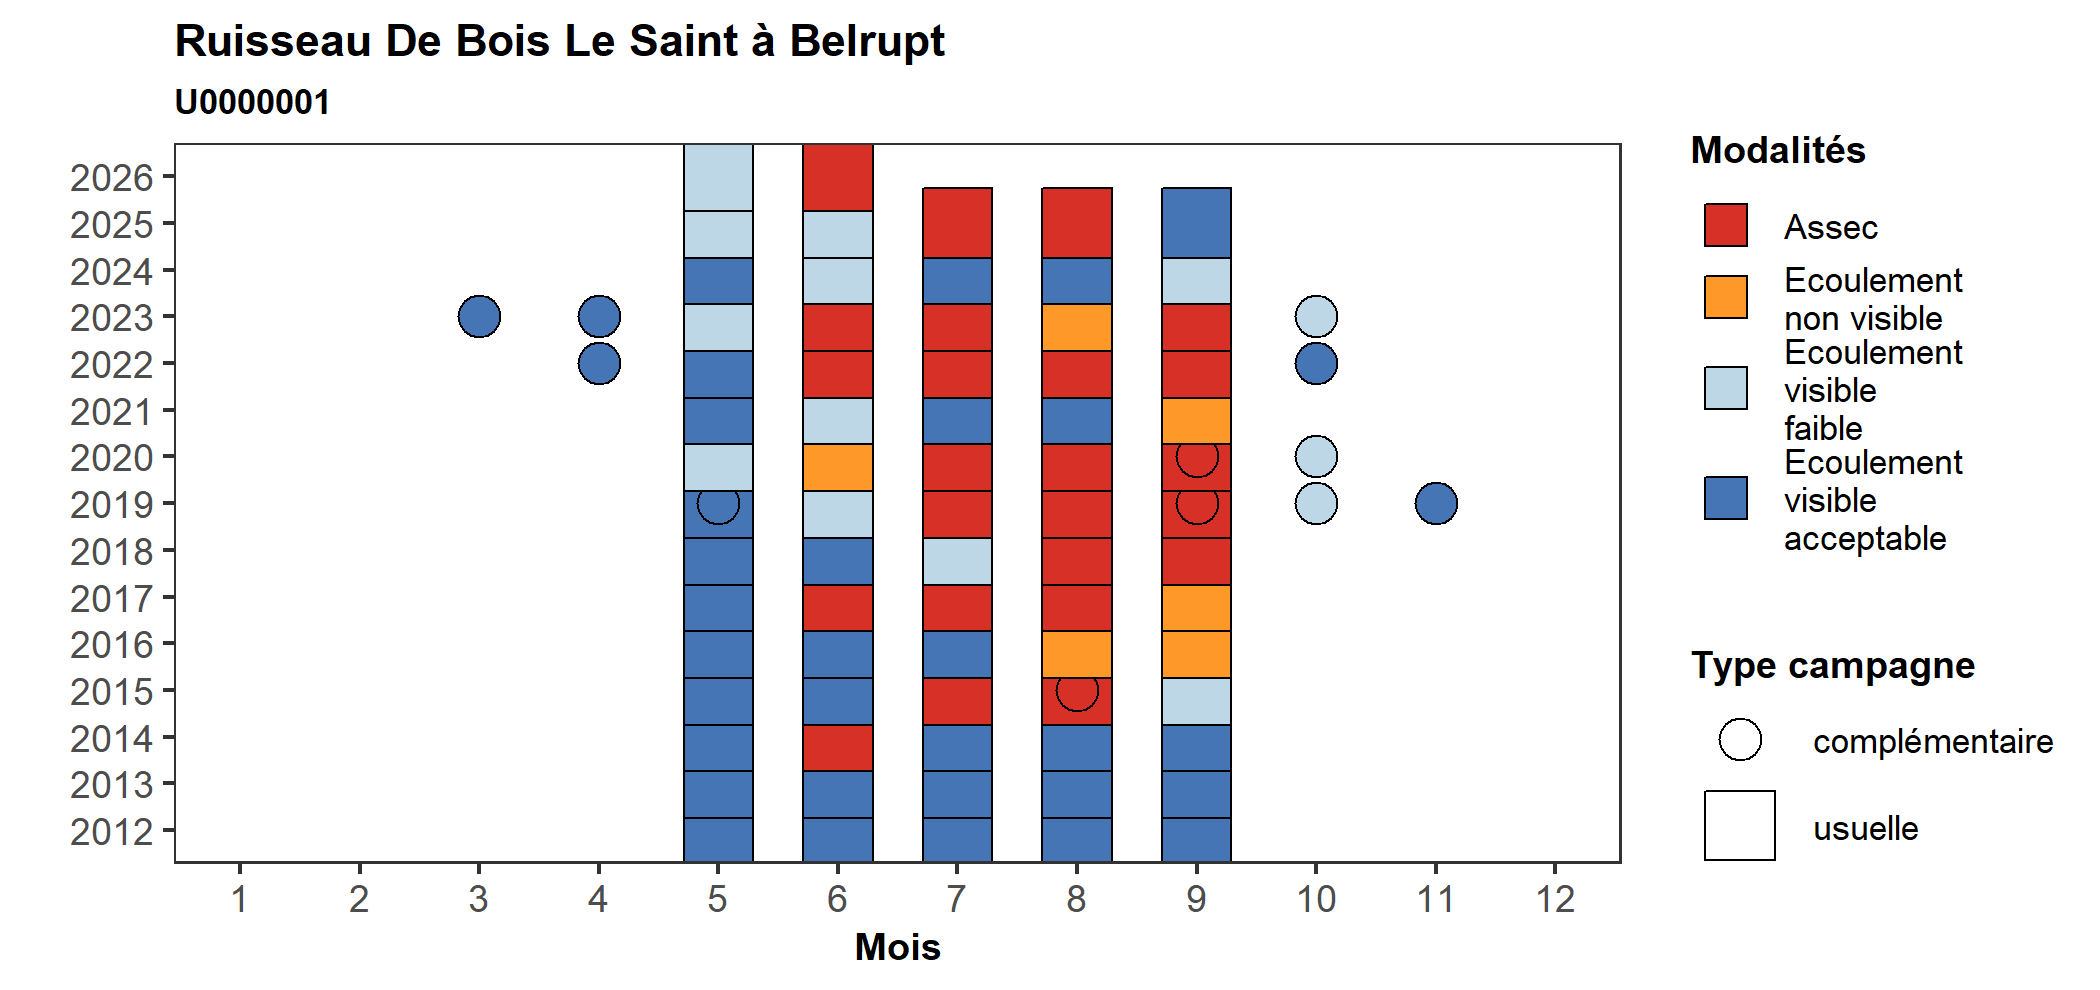 Ruisseau De Bois Le Saint à Belrupt
U0000001
2026
2025
2024
2023
2022
2021
2020
2019
2018
2017
2016
2015
2014
2013
2012
1 2 3 4 5 6 7 8 9 10 11 12
Mois
Modalités
Assec
Ecoulement
non visible
Ecoulement
visible
faible
Ecoulement
visible
acceptable
Type campagne
complémentaire
usuelle